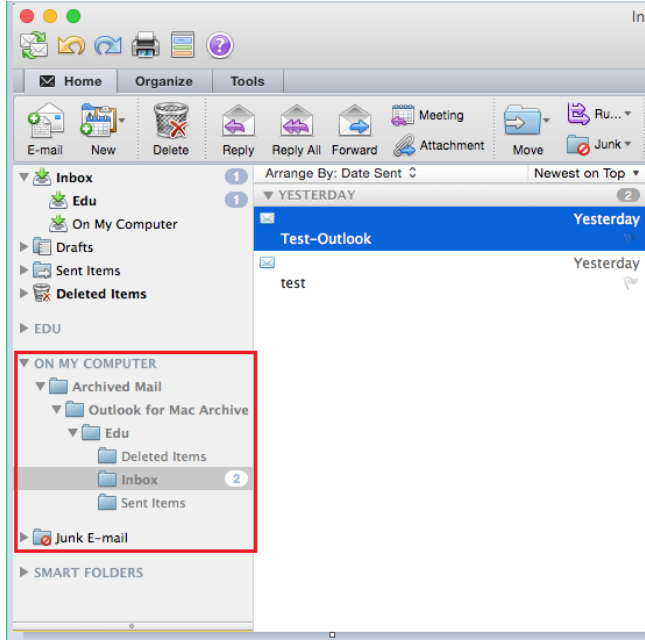 In
Home Organize Tools
E-mail New Delete Reply Reply All Forward Meeting Attachment Move Ru... Junk
Arrange By: Date Sent Newest on Top
Inbox 1
Edu 1
On My Computer
Drafts
Sent Items
Deleted Items
EDU
ON MY COMPUTER
Archived Mail
Outlook for Mac Archive
Edu
Deleted Items
Inbox 2
Sent Items
Junk E-mail
SMART FOLDERS
YESTERDAY 2
Yesterday
Test-Outlook
Yesterday
test